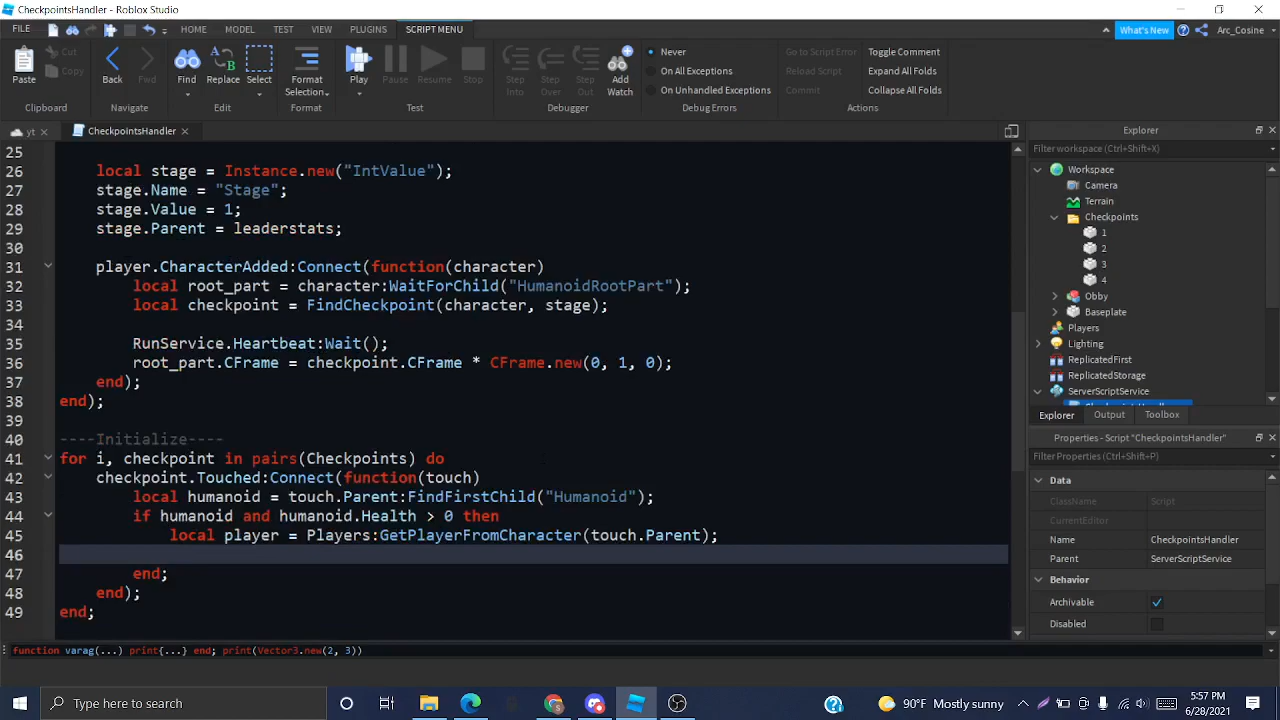 CheckpointsHandler - Roblox Studio
FILE HOME MODEL TEST VIEW PLUGINS SCRIPT MENU What's New Arc_Cosine
Paste Cut Copy Back Fwd Find Replace Select Format Selection Play Pause Resume Stop Step Into Step Over Step Out Add Watch Never On All Exceptions On Unhandled Exceptions Go to Script Error Reload Script Commit Toggle Comment Expand All Folds Collapse All Folds
Clipboard Navigate Edit Format Test Debugger Debug Errors Actions
yt CheckpointsHandler
25
26 local stage = Instance.new("IntValue");
27 stage.Name = "Stage";
28 stage.Value = 1;
29 stage.Parent = leaderstats;
30
31 player.CharacterAdded:Connect(function(character)
32 local root_part = character:WaitForChild("HumanoidRootPart");
33 local checkpoint = FindCheckpoint(character, stage);
34
35 RunService.Heartbeat:Wait();
36 root_part.CFrame = checkpoint.CFrame * CFrame.new(0, 1, 0);
37 end);
38 end);
39
40 ----Initialize----
41 for i, checkpoint in pairs(Checkpoints) do
42 checkpoint.Touched:Connect(function(touch)
43 local humanoid = touch.Parent:FindFirstChild("Humanoid");
44 if humanoid and humanoid.Health > 0 then
45 local player = Players:GetPlayerFromCharacter(touch.Parent);
46
47 end;
48 end);
49 end;
Explorer
Filter workspace (Ctrl+Shift+X)
Workspace
Camera
Terrain
Checkpoints
1
2
3
4
Obby
Baseplate
Players
Lighting
ReplicatedFirst
ReplicatedStorage
ServerScriptService
Explorer Output Toolbox
Properties - Script "CheckpointsHandler"
Filter Properties (Ctrl+Shift+P)
Data
ClassName Script
CurrentEditor
Name CheckpointsHandler
Parent ServerScriptService
Behavior
Archivable
Disabled
function varag(...) print{...} end; print(Vector3.new(2, 3))
Type here to search
90°F Mostly sunny
5:57 PM
6/28/2021